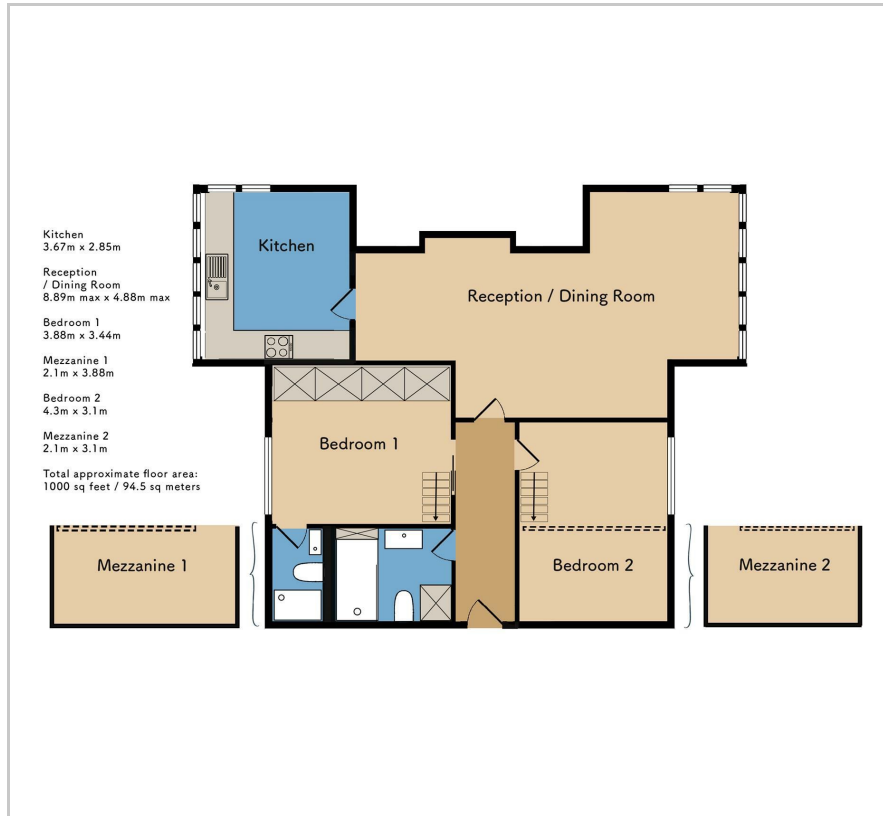 Kitchen
3.67m x 2.85m
Reception
/ Dining Room
8.89m max x 4.88m max
Bedroom 1
3.88m x 3.44m
Mezzanine 1
2.1m x 3.88m
Bedroom 2
4.3m x 3.1m
Mezzanine 2
2.1m x 3.1m
Total approximate floor area:
1000 sq feet / 94.5 sq meters
Kitchen
Reception / Dining Room
Bedroom 1
Mezzanine 1
Bedroom 2
Mezzanine 2